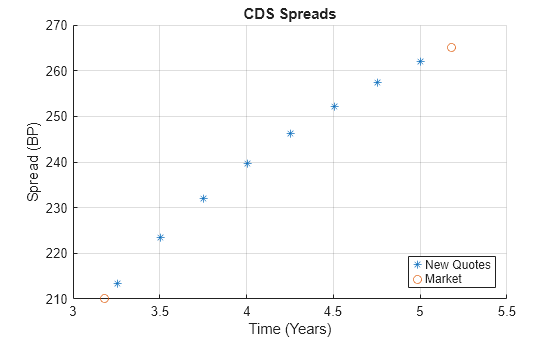 CDS Spreads
270
260
250
240
230
220
210
Spread (BP)
3
3.5
4
4.5
5
5.5
Time (Years)
New Quotes
Market